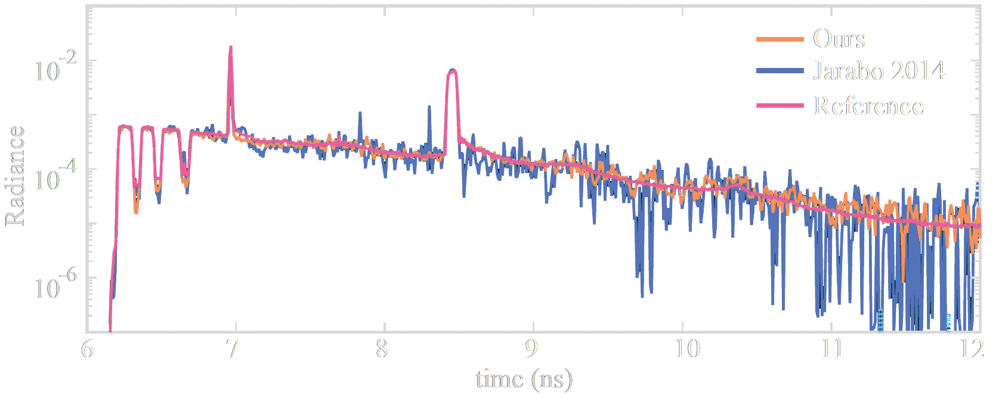 Ours
Jarabo 2014
Reference
10-2
10-4
10-6
Radiance
6 7 8 9 10 11 12
time (ns)